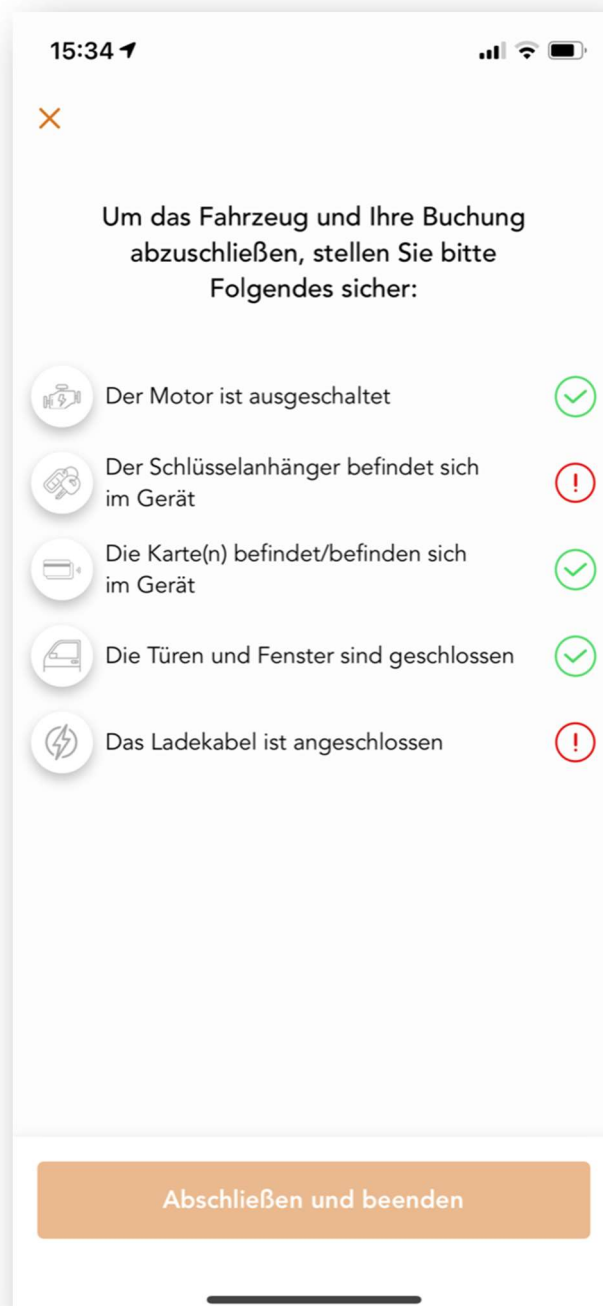 15:34
Um das Fahrzeug und Ihre Buchung
abzuschließen, stellen Sie bitte
Folgendes sicher:
Der Motor ist ausgeschaltet
Der Schlüsselanhänger befindet sich
im Gerät
Die Karte(n) befindet/befinden sich
im Gerät
Die Türen und Fenster sind geschlossen
Das Ladekabel ist angeschlossen
Abschließen und beenden